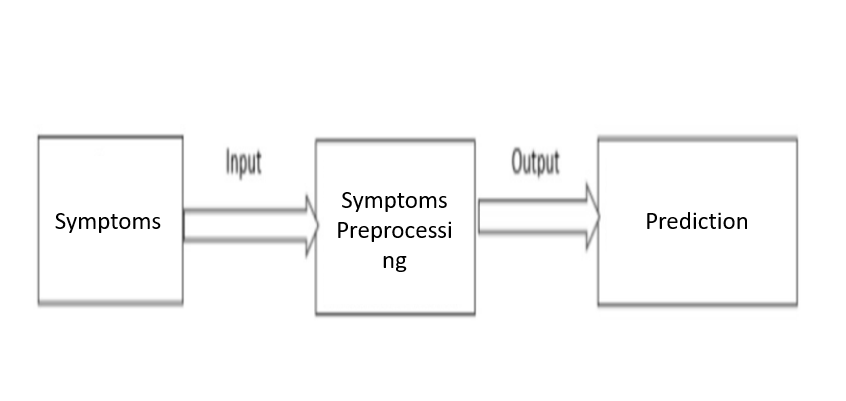 Input
Output
Symptoms
Symptoms
Preprocessi
ng
Prediction